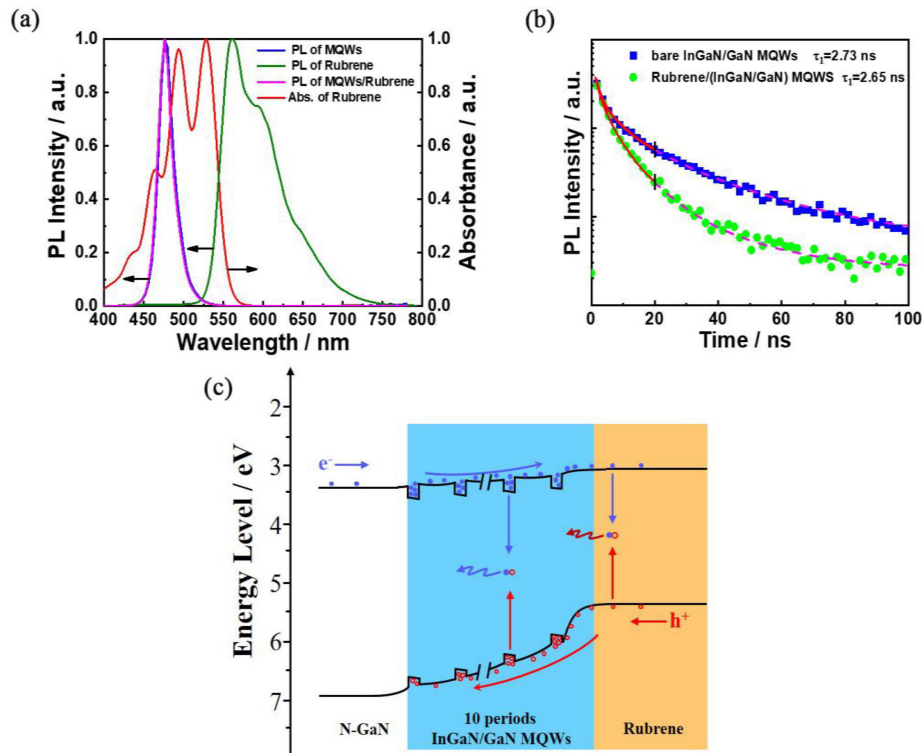 (a)
PL Intensity / a.u.
1.0
0.8
0.6
0.4
0.2
0.0
PL of MQWs
PL of Rubrene
PL of MQWs/Rubrene
Abs. of Rubrene
1.0
0.8
0.6
0.4
0.2
0.0
Absorbtance / a.u.
400 450 500 550 600 650 700 750 800
Wavelength / nm
(b)
PL Intensity / a.u.
bare InGaN/GaN MQWs τ1=2.73 ns
Rubrene/(InGaN/GaN) MQWS τ1=2.65 ns
0 20 40 60 80 100
Time / ns
(c)
Energy Level / eV
2
3
4
5
6
7
e-
h+
N-GaN
10 periods
InGaN/GaN MQWs
Rubrene